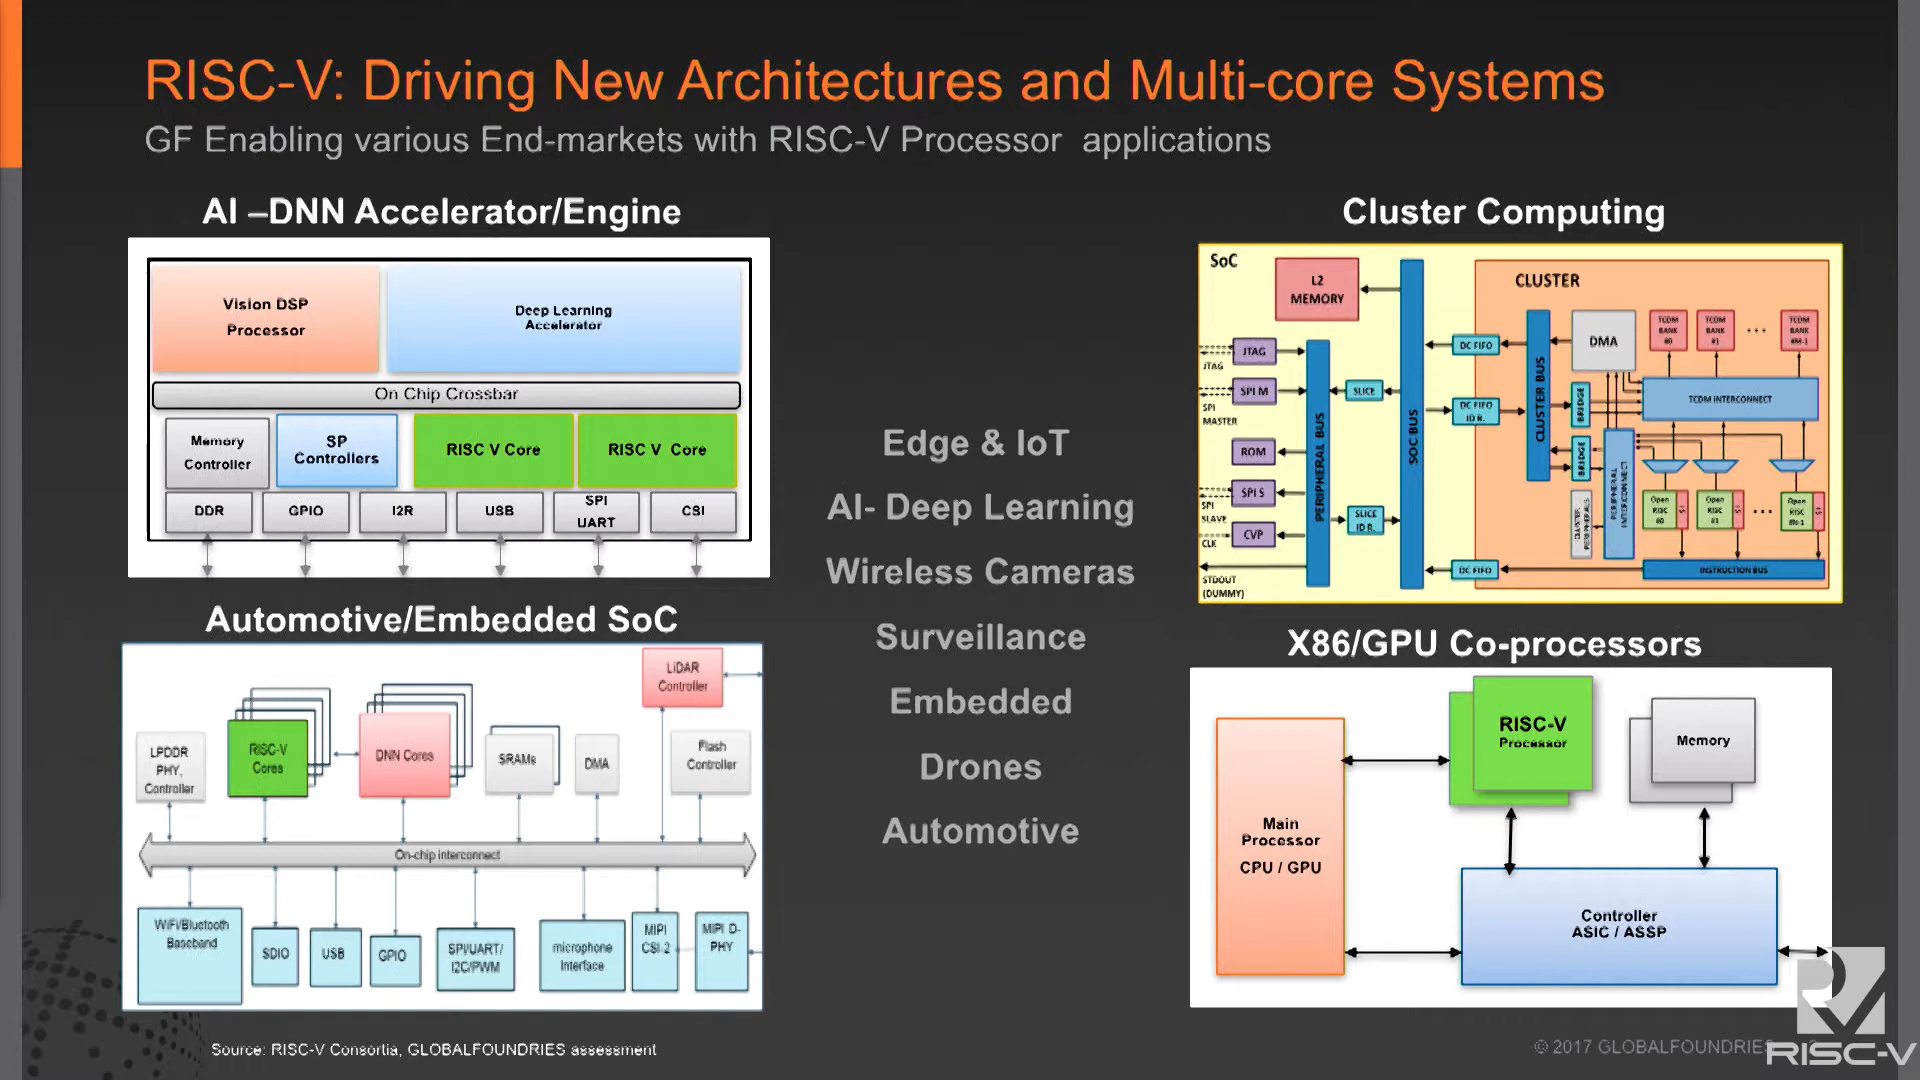 RISC-V: Driving New Architectures and Multi-core Systems
GF Enabling various End-markets with RISC-V Processor applications
AI –DNN Accelerator/Engine
Vision DSP
Processor
Deep Learning
Accelerator
On Chip Crossbar
Memory
Controller
SP
Controllers
RISC V Core
RISC V Core
DDR
GPIO
I2R
USB
SPI
UART
CSI
Automotive/Embedded SoC
LiDAR
Controller
LPDDR
PHY,
Controller
RISC-V
Cores
DNN Cores
SRAMs
DMA
Flash
Controller
On-chip interconnect
WiFi/Bluetooth
Baseband
SDIO
USB
GPIO
SPI/UART/
I2C/PWM
microphone
Interface
MIPI
CSI-2
MIPI D-
PHY
Edge & IoT
AI- Deep Learning
Wireless Cameras
Surveillance
Embedded
Drones
Automotive
Cluster Computing
SoC
L2
MEMORY
CLUSTER
JTAG
JTAG
SPI M
SPI
MASTER
ROM
SPI S
SPI
SLAVE
CVP
CLK
STDOUT
(DUMMY)
PERIPHERAL BUS
SLICE
SLICE
ID R.
SOC BUS
DC FIFO
DC FIFO
ID R.
DC FIFO
CLUSTER BUS
DMA
BRIDGE
BRIDGE
TCDM
BANK
#0
TCDM
BANK
#1
TCDM
BANK
#M-1
TCDM INTERCONNECT
PERIPHERAL
INTERCONNECT
CLUSTER
PERIPHERALS
Open
RISC
#0
Open
RISC
#1
Open
RISC
#N-1
INSTRUCTION BUS
X86/GPU Co-processors
Main
Processor
CPU / GPU
RISC-V
Processor
Memory
Controller
ASIC / ASSP
Source: RISC-V Consortia, GLOBALFOUNDRIES assessment
© 2017 GLOBALFOUNDRIES
RISC-V